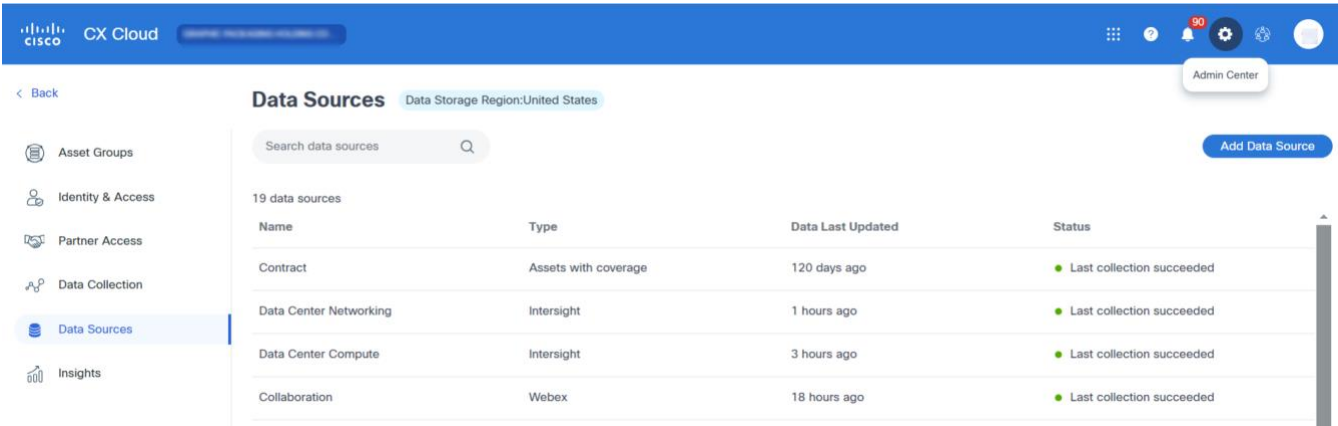 90
cisco CX Cloud
Admin Center
< Back
Data Sources Data Storage Region:United States
Search data sources
Add Data Source
Asset Groups
Identity & Access
Partner Access
Data Collection
Data Sources
Insights
19 data sources
Name Type Data Last Updated Status
Contract Assets with coverage 120 days ago Last collection succeeded
Data Center Networking Intersight 1 hours ago Last collection succeeded
Data Center Compute Intersight 3 hours ago Last collection succeeded
Collaboration Webex 18 hours ago Last collection succeeded